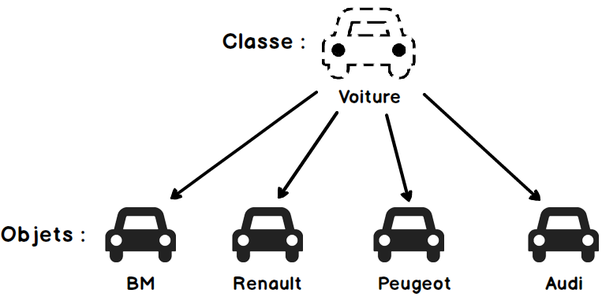 Classe :
Voiture
Objets :
BM
Renault
Peugeot
Audi